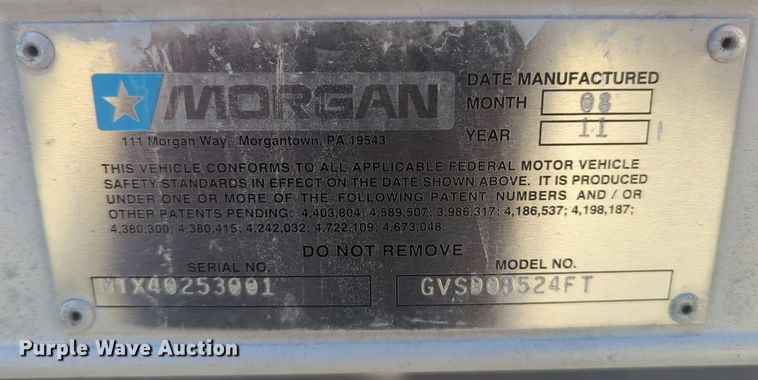 MORGAN
111 Morgan Way, Morgantown, PA 19543
DATE MANUFACTURED
MONTH 08
YEAR 11
THIS VEHICLE CONFORMS TO ALL APPLICABLE FEDERAL MOTOR VEHICLE
SAFETY STANDARDS IN EFFECT ON THE DATE SHOWN ABOVE. IT IS PRODUCED
UNDER ONE OR MORE OF THE FOLLOWING PATENT NUMBERS AND / OR
OTHER PATENTS PENDING: 4,403,804; 4,589,507; 3,986,317; 4,186,537; 4,198,187;
4,380,300; 4,380,415; 4,242,032; 4,722,109; 4,673,048.
DO NOT REMOVE
SERIAL NO. MODEL NO.
MTX40253001 GVSD08524FT
Purple Wave Auction